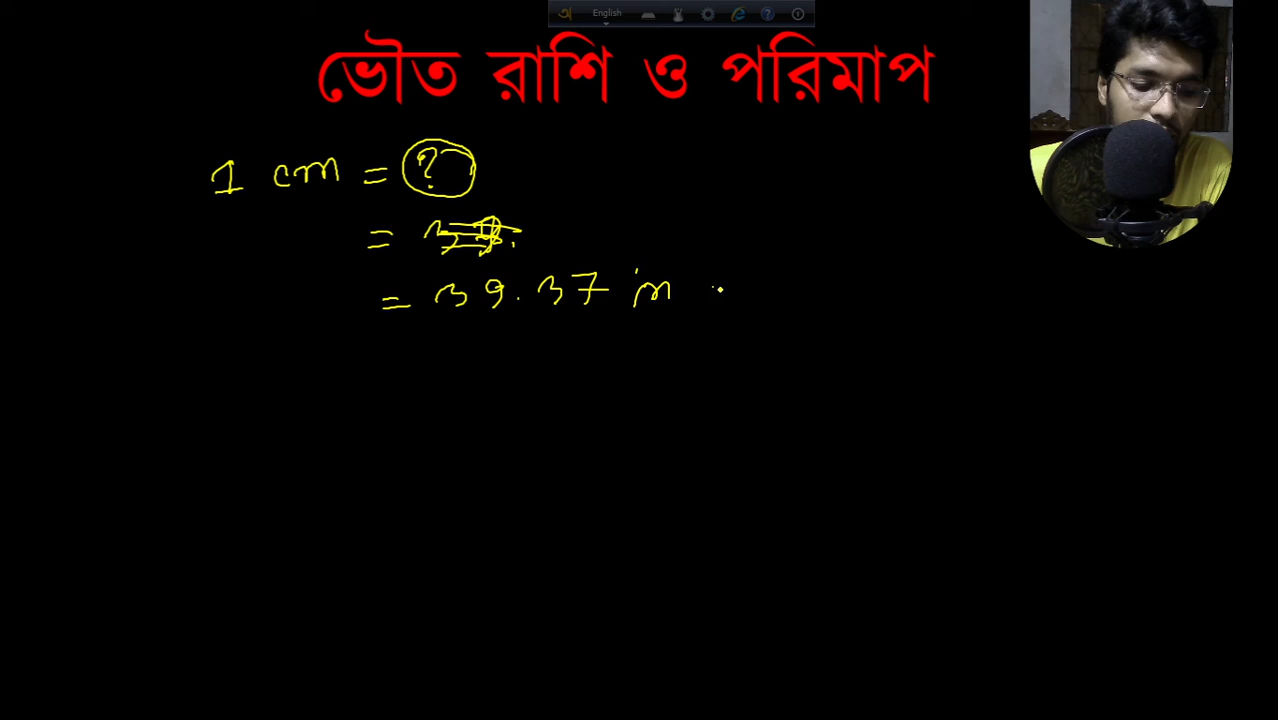 English
ভৌত রাশি ও পরিমাপ
1 cm = ?
=
= 39.37 in